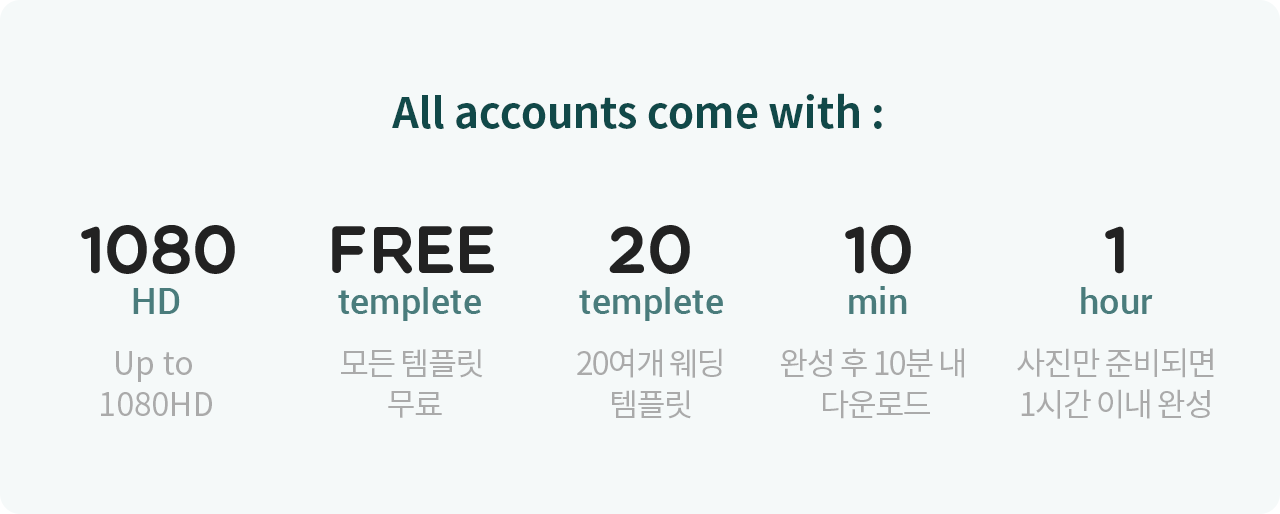 All accounts come with :
1080
HD
Up to
1080HD
FREE
templete
모든 템플릿
무료
20
templete
20여개 웨딩
템플릿
10
min
완성 후 10분 내
다운로드
1
hour
사진만 준비되면
1시간 이내 완성